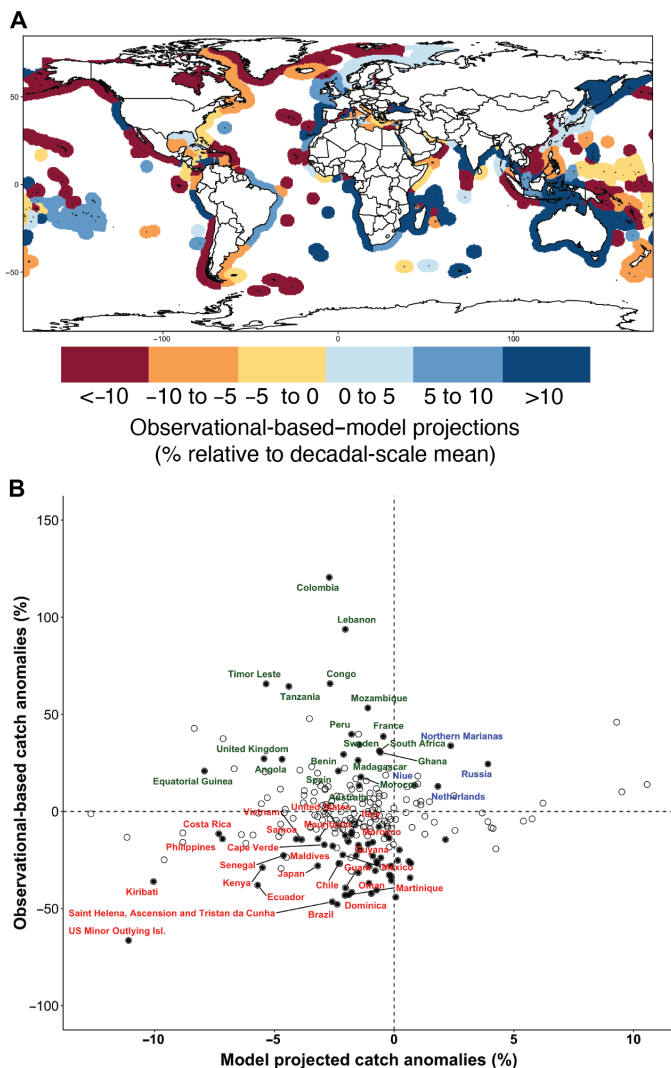 A
50
0
−50
−100
0
100
<−10
−10 to −5
−5 to 0
0 to 5
5 to 10
>10
Observational-based–model projections
(% relative to decadal-scale mean)
B
Observational-based catch anomalies (%)
150
100
50
0
−50
−100
Colombia
Lebanon
Timor Leste
Congo
Tanzania
Mozambique
Peru
France
Northern Marianas
Sweden
South Africa
United Kingdom
Ghana
Benin
Angola
Madagascar
Niue
Russia
Equatorial Guinea
Spain
Morocco
Netherlands
Australia
United States
Vietnam
Costa Rica
Samoa
Mauritania
Morocco
Philippines
Cape Verde
Guyana
Maldives
Senegal
Guam
Mexico
Japan
Kenya
Chile
Oman
Kiribati
Ecuador
Martinique
Saint Helena, Ascension and Tristan da Cunha
Dominica
Brazil
US Minor Outlying Isl.
−10
−5
0
5
10
Model projected catch anomalies (%)